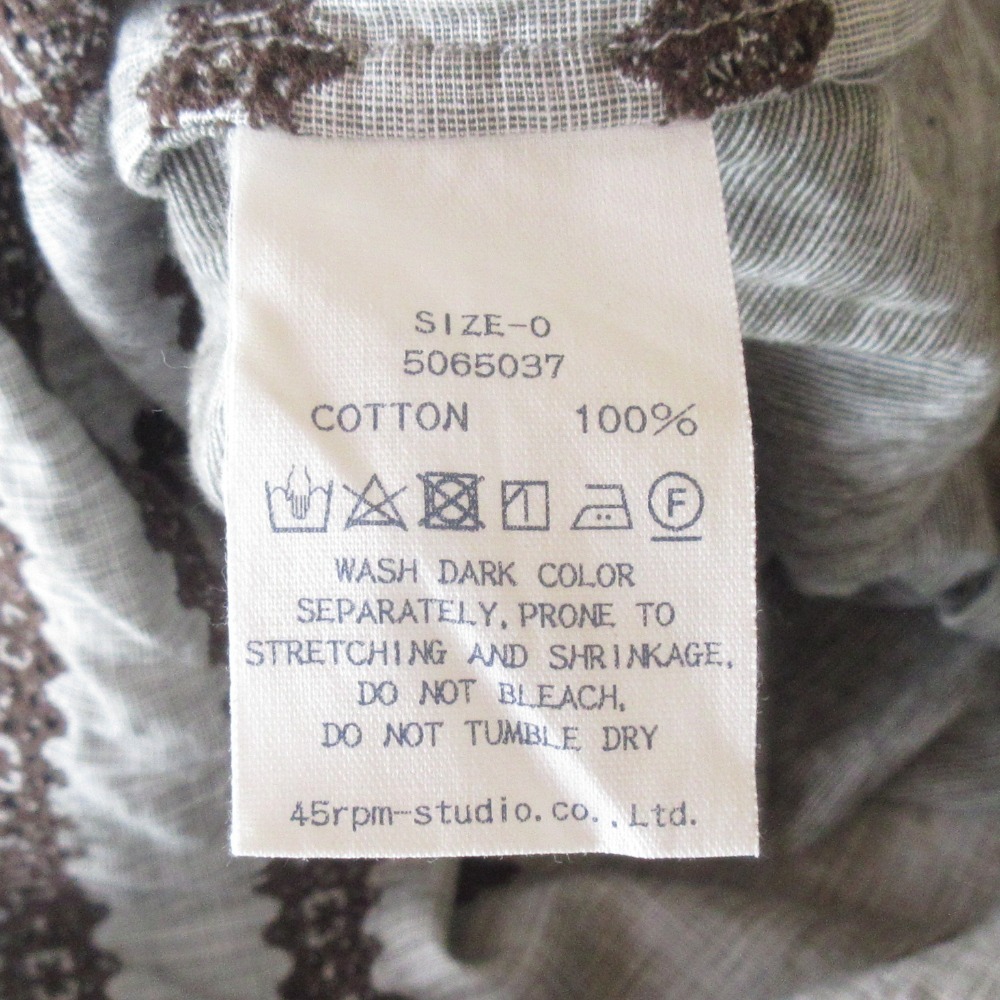 SIZE-0
5065037
COTTON 100%
F
WASH DARK COLOR
SEPARATELY, PRONE TO
STRETCHING AND SHRINKAGE,
DO NOT BLEACH,
DO NOT TUMBLE DRY
45rpm-studio.co.,Ltd.